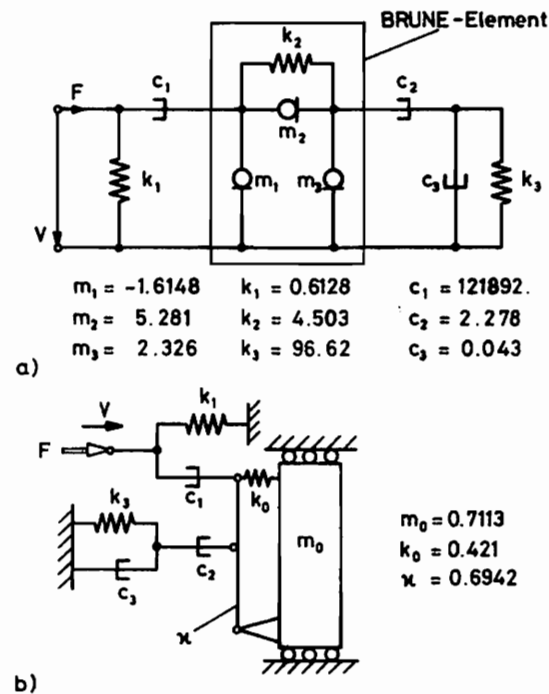 BRUNE-Element
k₂
F
c₁
c₂
m₂
k₁
m₁
m₃
c₃
k₃
V
m₁ = -1.6148 k₁ = 0.6128 c₁ = 121892.
m₂ = 5.281 k₂ = 4.503 c₂ = 2.278
m₃ = 2.326 k₃ = 96.62 c₃ = 0.043
a)
V
k₁
F
c₁
k₀
k₃
m₀
c₂
c₃
m₀ = 0.7113
k₀ = 0.421
ϰ = 0.6942
ϰ
b)